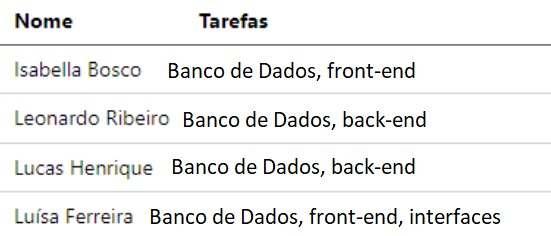 Nome Tarefas
Isabella Bosco Banco de Dados, front-end
Leonardo Ribeiro Banco de Dados, back-end
Lucas Henrique Banco de Dados, back-end
Luísa Ferreira Banco de Dados, front-end, interfaces